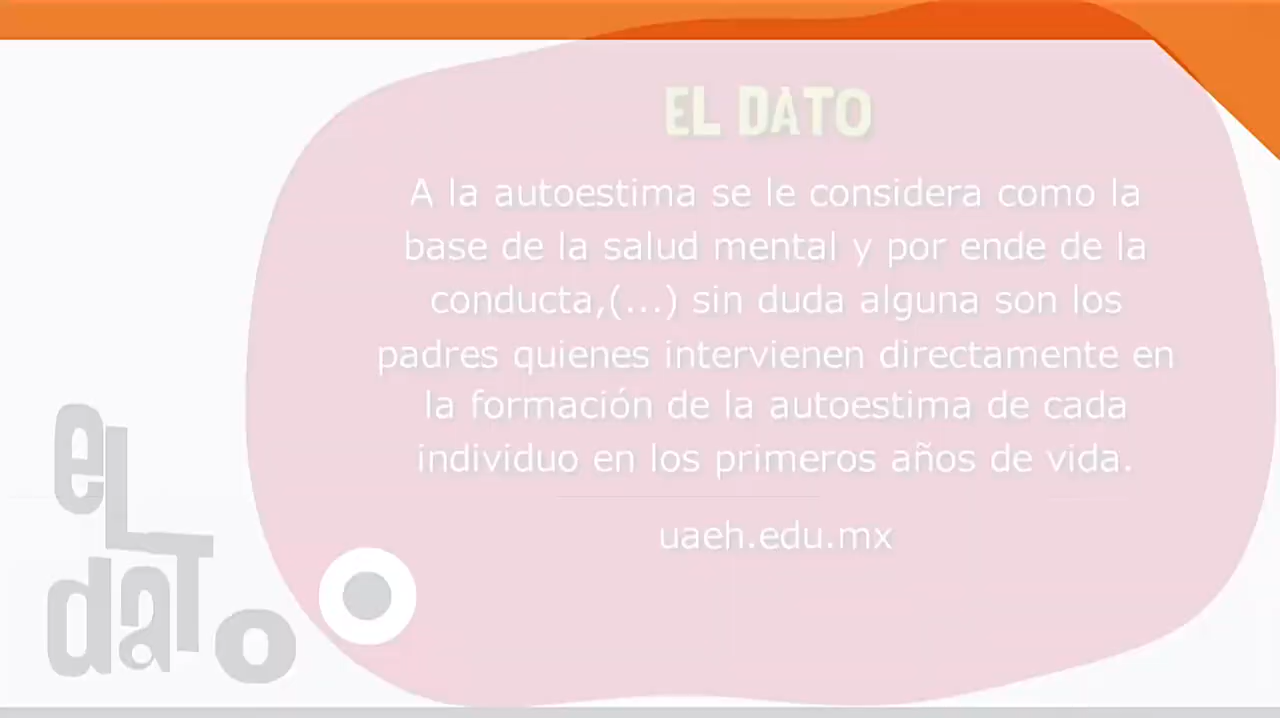 EL DATO
A la autoestima se le considera como la
base de la salud mental y por ende de la
conducta,(...) sin duda alguna son los
padres quienes intervienen directamente en
la formación de la autoestima de cada
individuo en los primeros años de vida.
uaeh.edu.mx
eL
daTo